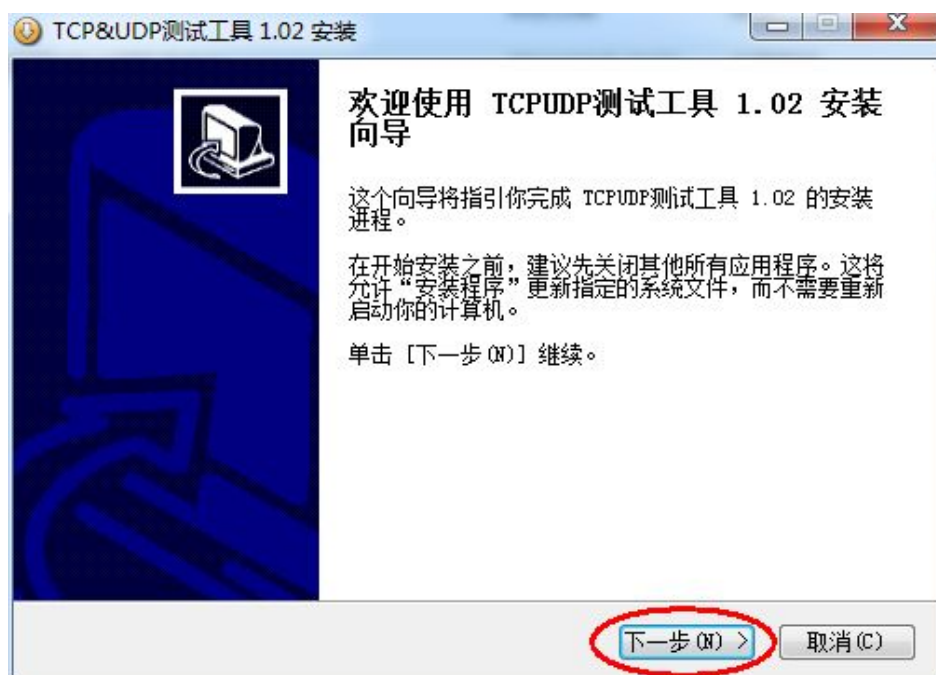 TCP&UDP测试工具 1.02 安装
欢迎使用 TCPUDP测试工具 1.02 安装
向导
这个向导将指引你完成 TCPUDP测试工具 1.02 的安装
进程。
在开始安装之前，建议先关闭其他所有应用程序。这将
允许“安装程序”更新指定的系统文件，而不需要重新
启动你的计算机。
单击 [下一步(N)] 继续。
下一步(N) >
取消(C)